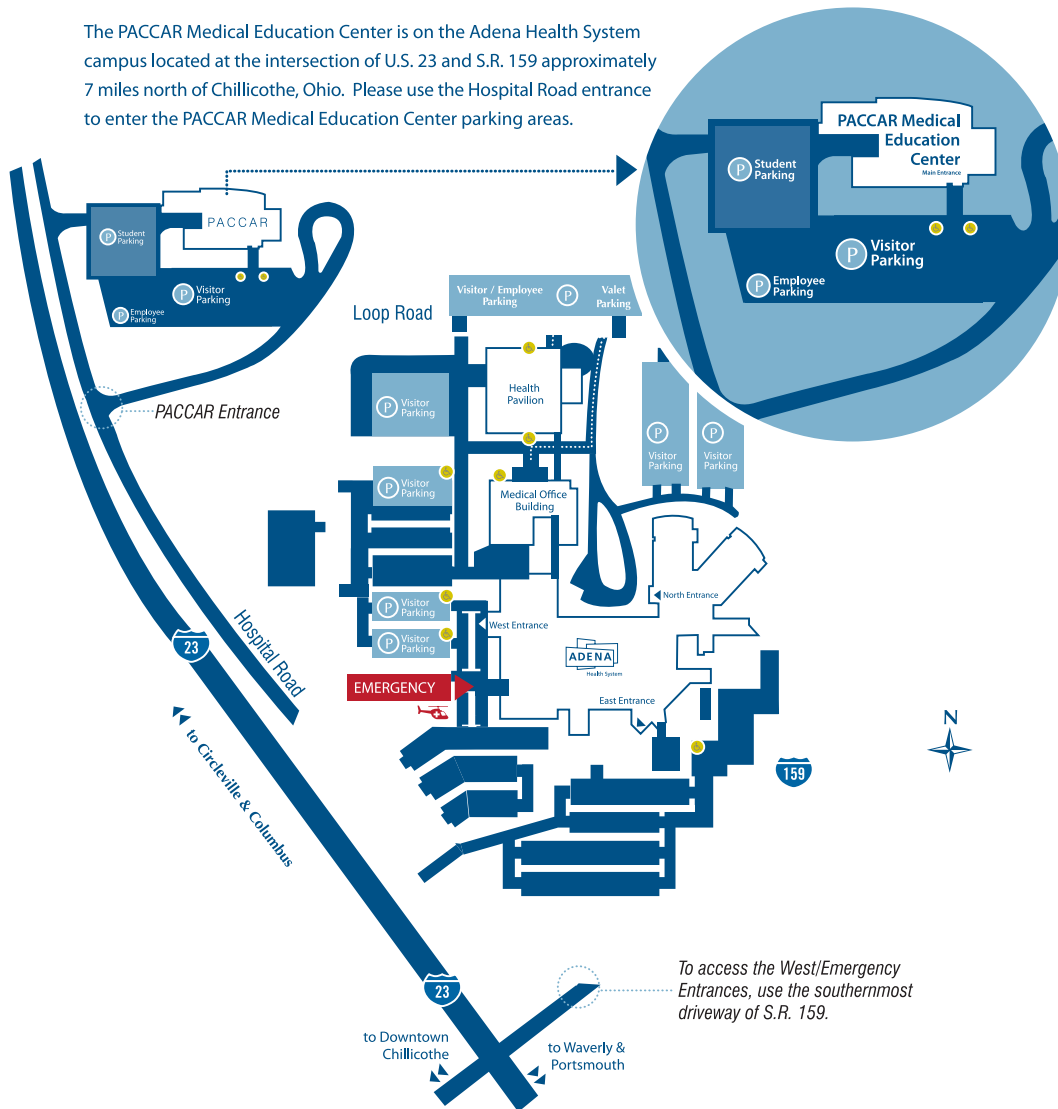 The PACCAR Medical Education Center is on the Adena Health System
campus located at the intersection of U.S. 23 and S.R. 159 approximately
7 miles north of Chillicothe, Ohio.  Please use the Hospital Road entrance
to enter the PACCAR Medical Education Center parking areas.
PACCAR Medical
Education
Center
Main Entrance
P
Student
Parking
P
Visitor
Parking
P
Employee
Parking
PACCAR
P
Student
Parking
P
Visitor
Parking
P
Employee
Parking
PACCAR Entrance
Loop Road
Visitor / Employee
Parking
P
Valet
Parking
Health
Pavilion
P
Visitor
Parking
P
Visitor
Parking
P
Visitor
Parking
P
Visitor
Parking
Medical Office
Building
P
Visitor
Parking
P
Visitor
Parking
North Entrance
West Entrance
ADENA
Health System
EMERGENCY
East Entrance
Hospital Road
23
to Circleville & Columbus
N
159
23
To access the West/Emergency
Entrances, use the southernmost
driveway of S.R. 159.
to Downtown
Chillicothe
to Waverly &
Portsmouth